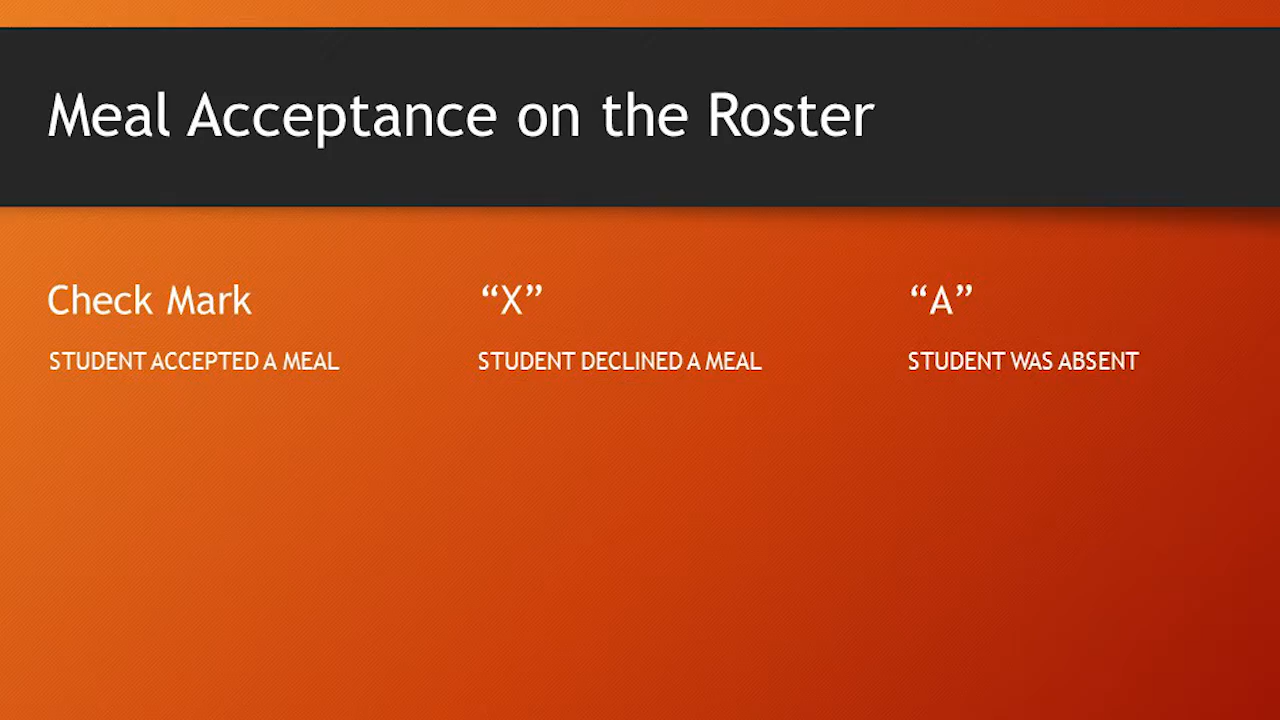 Meal Acceptance on the Roster
Check Mark
STUDENT ACCEPTED A MEAL
“X”
STUDENT DECLINED A MEAL
“A”
STUDENT WAS ABSENT